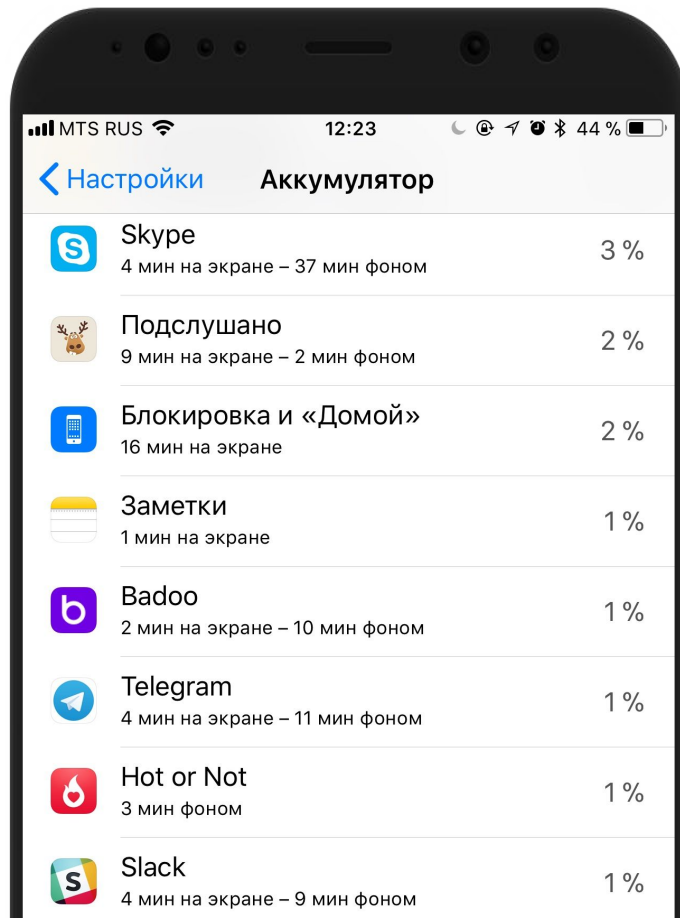 MTS RUS 12:23 44 %
Настройки Аккумулятор
Skype
4 мин на экране – 37 мин фоном
3 %
Подслушано
9 мин на экране – 2 мин фоном
2 %
Блокировка и «Домой»
16 мин на экране
2 %
Заметки
1 мин на экране
1 %
Badoo
2 мин на экране – 10 мин фоном
1 %
Telegram
4 мин на экране – 11 мин фоном
1 %
Hot or Not
3 мин фоном
1 %
Slack
4 мин на экране – 9 мин фоном
1 %